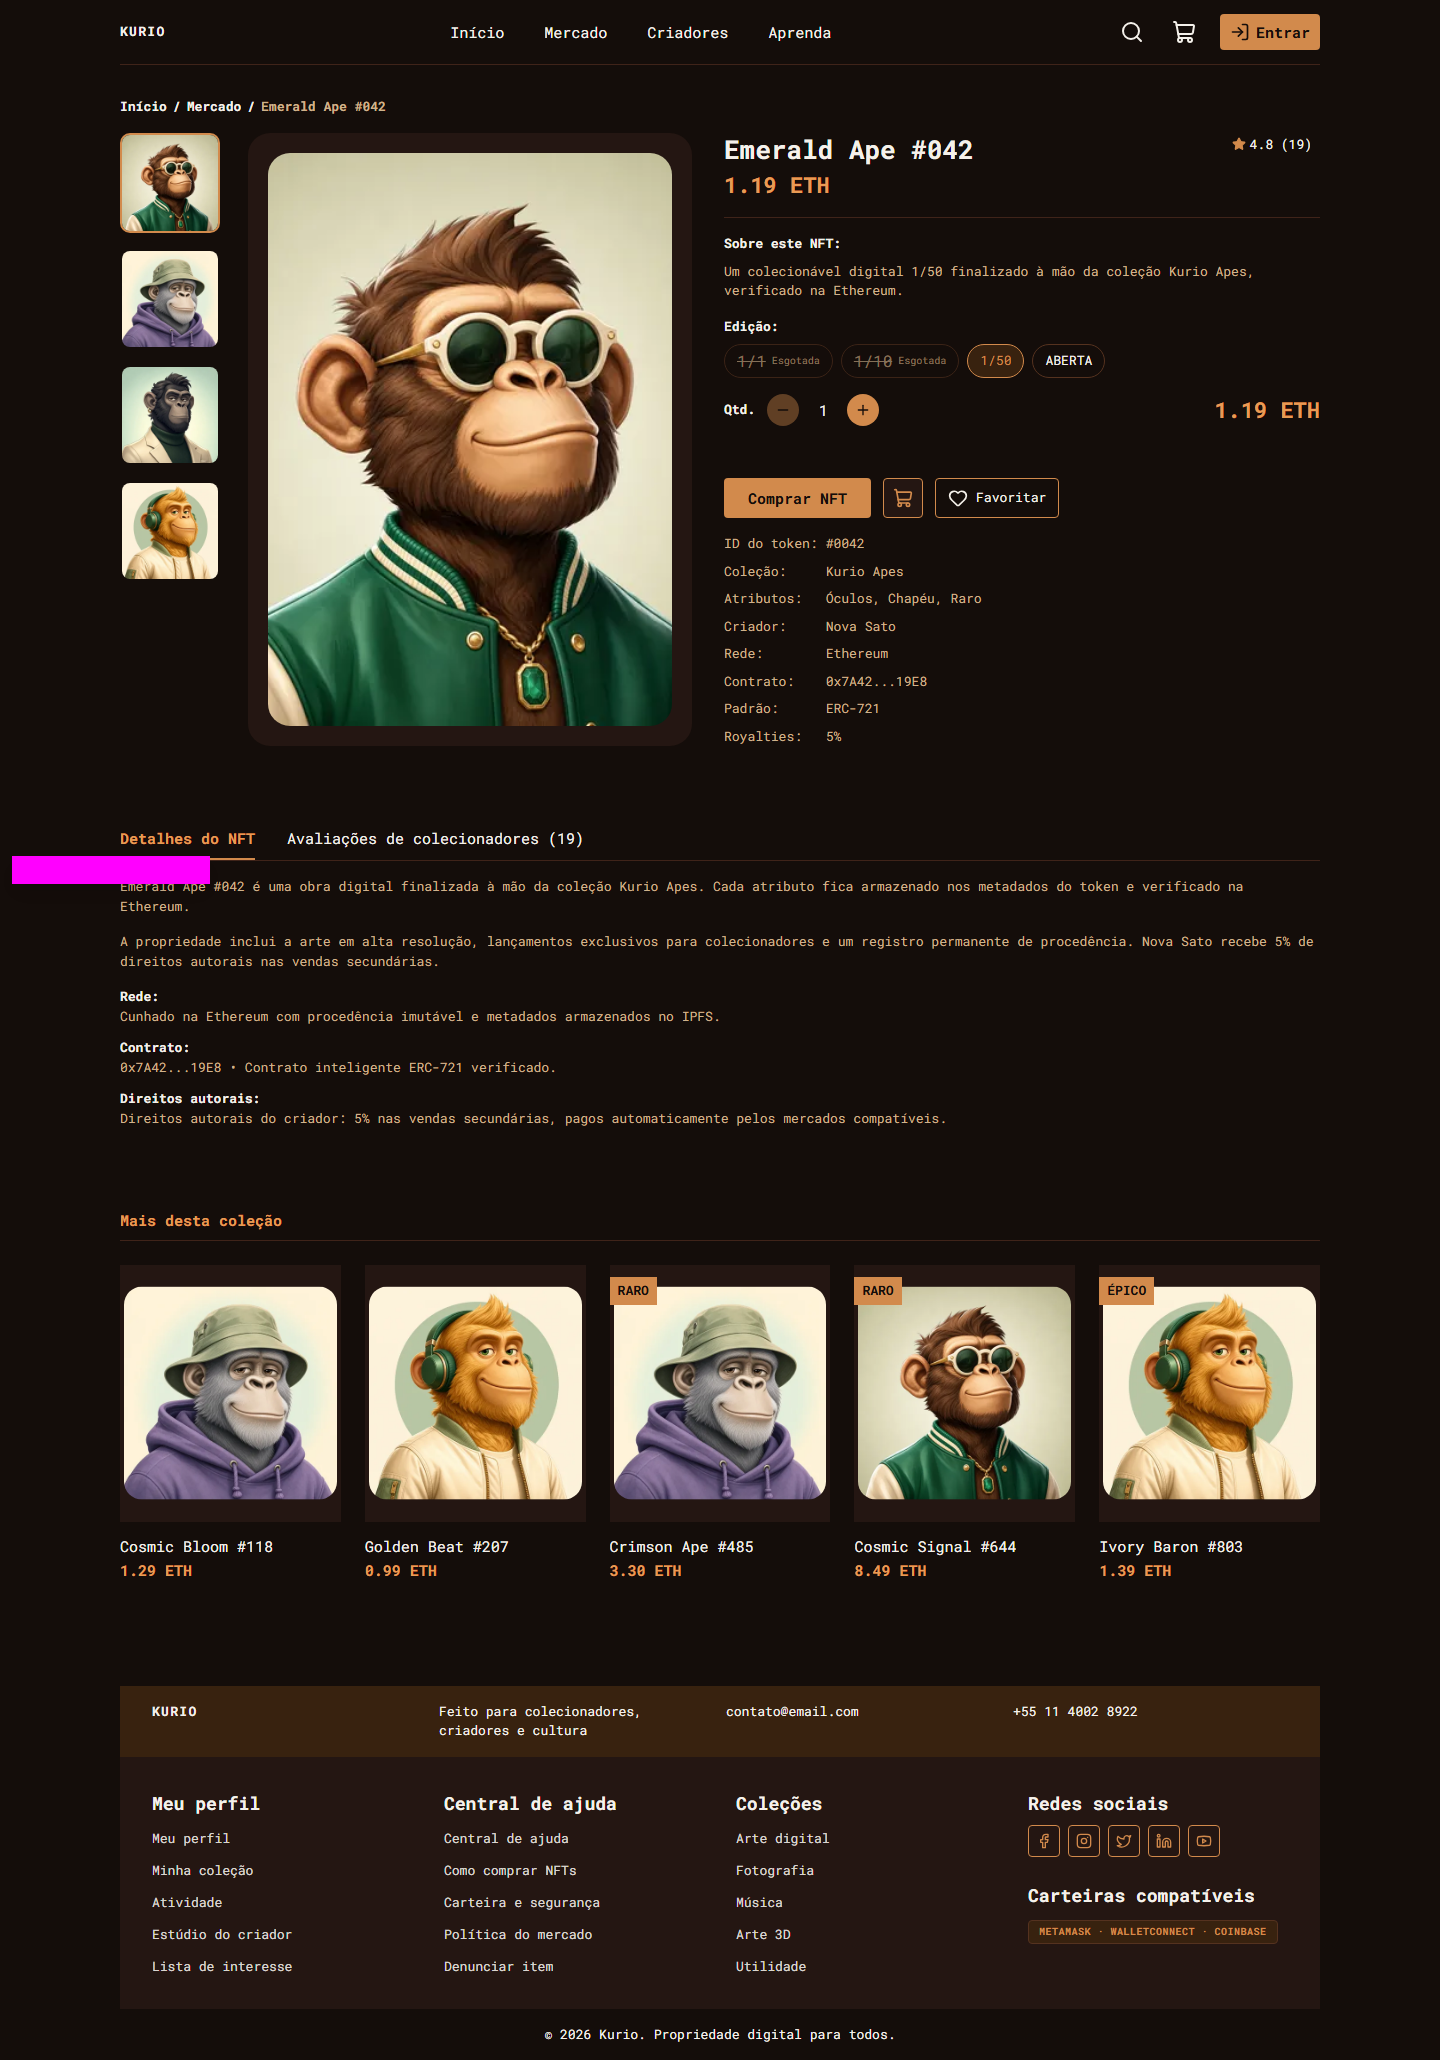 KURIO
Início
Mercado
Criadores
Aprenda
Entrar
Início / Mercado / Emerald Ape #042
Emerald Ape #042
4.8 (19)
1.19 ETH
Sobre este NFT:
Um colecionável digital 1/50 finalizado à mão da coleção Kurio Apes,
verificado na Ethereum.
Edição:
1/1 Esgotada
1/10 Esgotada
1/50
ABERTA
Qtd.
1
1.19 ETH
Comprar NFT
Favoritar
ID do token: #0042
Coleção: Kurio Apes
Atributos: Óculos, Chapéu, Raro
Criador: Nova Sato
Rede: Ethereum
Contrato: 0x7A42...19E8
Padrão: ERC-721
Royalties: 5%
Detalhes do NFT
Avaliações de colecionadores (19)
Emerald Ape #042 é uma obra digital finalizada à mão da coleção Kurio Apes. Cada atributo fica armazenado nos metadados do token e verificado na
Ethereum.
A propriedade inclui a arte em alta resolução, lançamentos exclusivos para colecionadores e um registro permanente de procedência. Nova Sato recebe 5% de
direitos autorais nas vendas secundárias.
Rede:
Cunhado na Ethereum com procedência imutável e metadados armazenados no IPFS.
Contrato:
0x7A42...19E8 • Contrato inteligente ERC-721 verificado.
Direitos autorais:
Direitos autorais do criador: 5% nas vendas secundárias, pagos automaticamente pelos mercados compatíveis.
Mais desta coleção
RARO
RARO
ÉPICO
Cosmic Bloom #118
1.29 ETH
Golden Beat #207
0.99 ETH
Crimson Ape #485
3.30 ETH
Cosmic Signal #644
8.49 ETH
Ivory Baron #803
1.39 ETH
KURIO
Feito para colecionadores,
criadores e cultura
contato@email.com
+55 11 4002 8922
Meu perfil
Meu perfil
Minha coleção
Atividade
Estúdio do criador
Lista de interesse
Central de ajuda
Central de ajuda
Como comprar NFTs
Carteira e segurança
Política do mercado
Denunciar item
Coleções
Arte digital
Fotografia
Música
Arte 3D
Utilidade
Redes sociais
Carteiras compatíveis
METAMASK · WALLETCONNECT · COINBASE
© 2026 Kurio. Propriedade digital para todos.